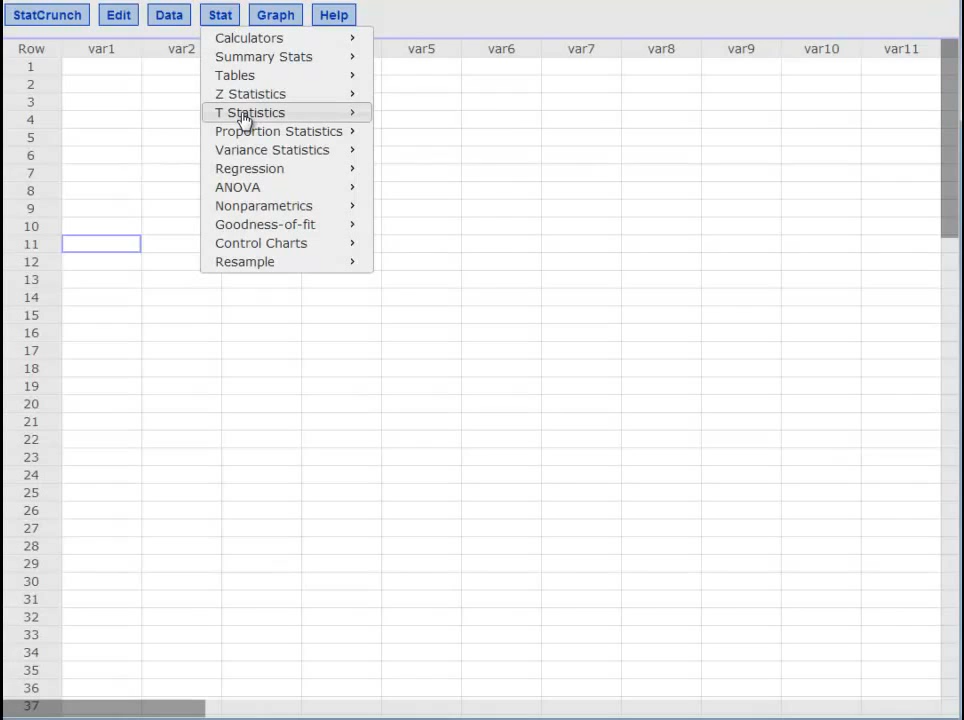 StatCrunch Edit Data Stat Graph Help
Row var1 var2 var5 var6 var7 var8 var9 var10 var11
Calculators
Summary Stats
Tables
Z Statistics
T Statistics
Proportion Statistics
Variance Statistics
Regression
ANOVA
Nonparametrics
Goodness-of-fit
Control Charts
Resample
1
2
3
4
5
6
7
8
9
10
11
12
13
14
15
16
17
18
19
20
21
22
23
24
25
26
27
28
29
30
31
32
33
34
35
36
37